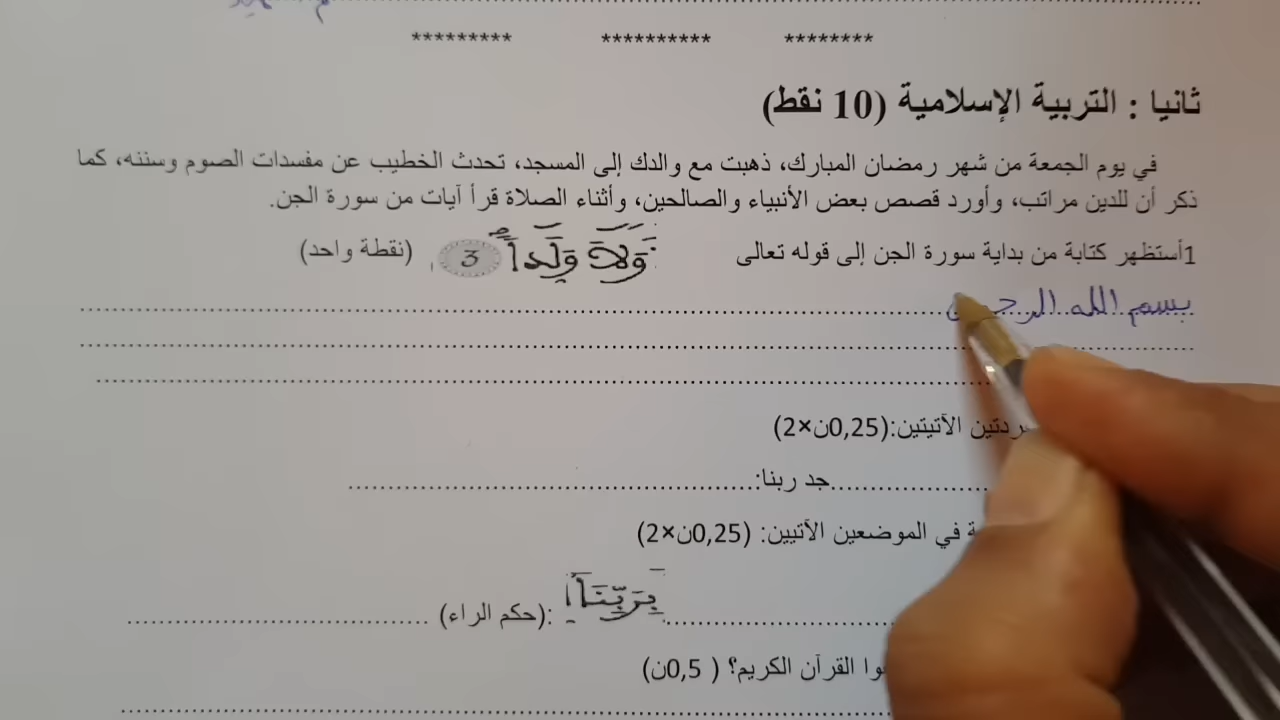 ********* ********** ********
ثانيا : التربية الإسلامية (10 نقط)
في يوم الجمعة من شهر رمضان المبارك، ذهبت مع والدك إلى المسجد، تحدث الخطيب عن مفسدات الصوم وسننه، كما
ذكر أن للدين مراتب، وأورد قصص بعض الأنبياء والصالحين، وأثناء الصلاة قرأ آيات من سورة الجن.
1أستظهر كتابة من بداية سورة الجن إلى قوله تعالى وَلَا وَلَداً 3 (نقطة واحد)
بسم الله الرحمن
الآتيتين:(0,25ن×2)
جد ربنا:
في الموضعين الآتيين: (0,25ن×2)
بِرَبِّنَا :(حكم الراء)
القرآن الكريم؟ ( 0,5ن)